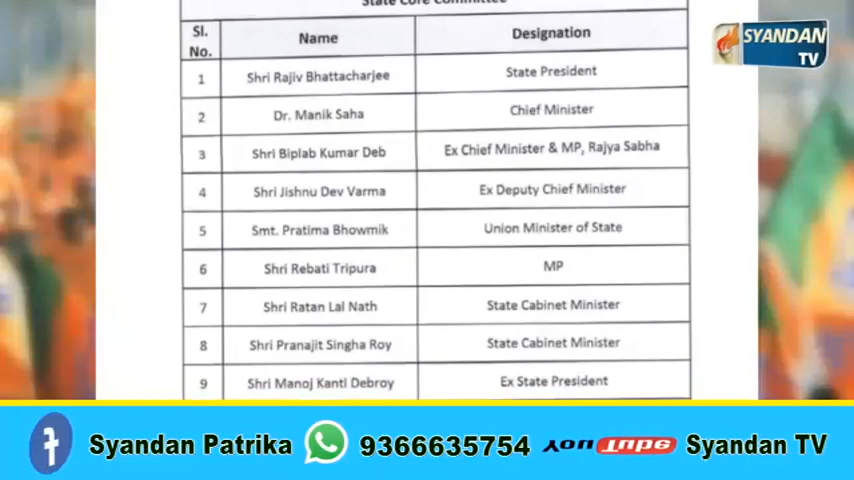 State Core Committee
Sl. No. Name Designation
1 Shri Rajiv Bhattacharjee State President
2 Dr. Manik Saha Chief Minister
3 Shri Biplab Kumar Deb Ex Chief Minister & MP, Rajya Sabha
4 Shri Jishnu Dev Varma Ex Deputy Chief Minister
5 Smt. Pratima Bhowmik Union Minister of State
6 Shri Rebati Tripura MP
7 Shri Ratan Lal Nath State Cabinet Minister
8 Shri Pranajit Singha Roy State Cabinet Minister
9 Shri Manoj Kanti Debroy Ex State President
SYANDAN
TV
Syandan Patrika 9366635754 YouTube Syandan TV